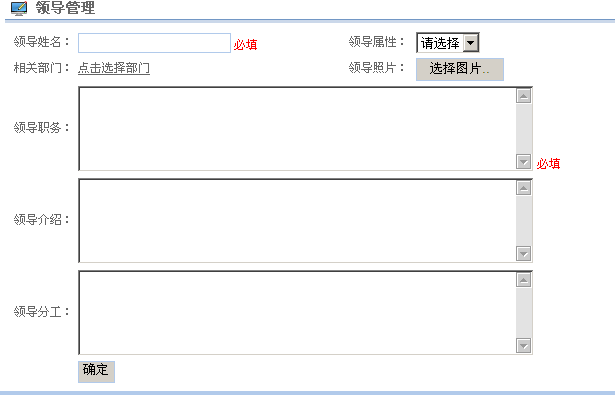 领导管理
领导姓名： 必填 领导属性： 请选择
相关部门： 点击选择部门 领导照片： 选择图片..
领导职务： 必填
领导介绍：
领导分工：
确定